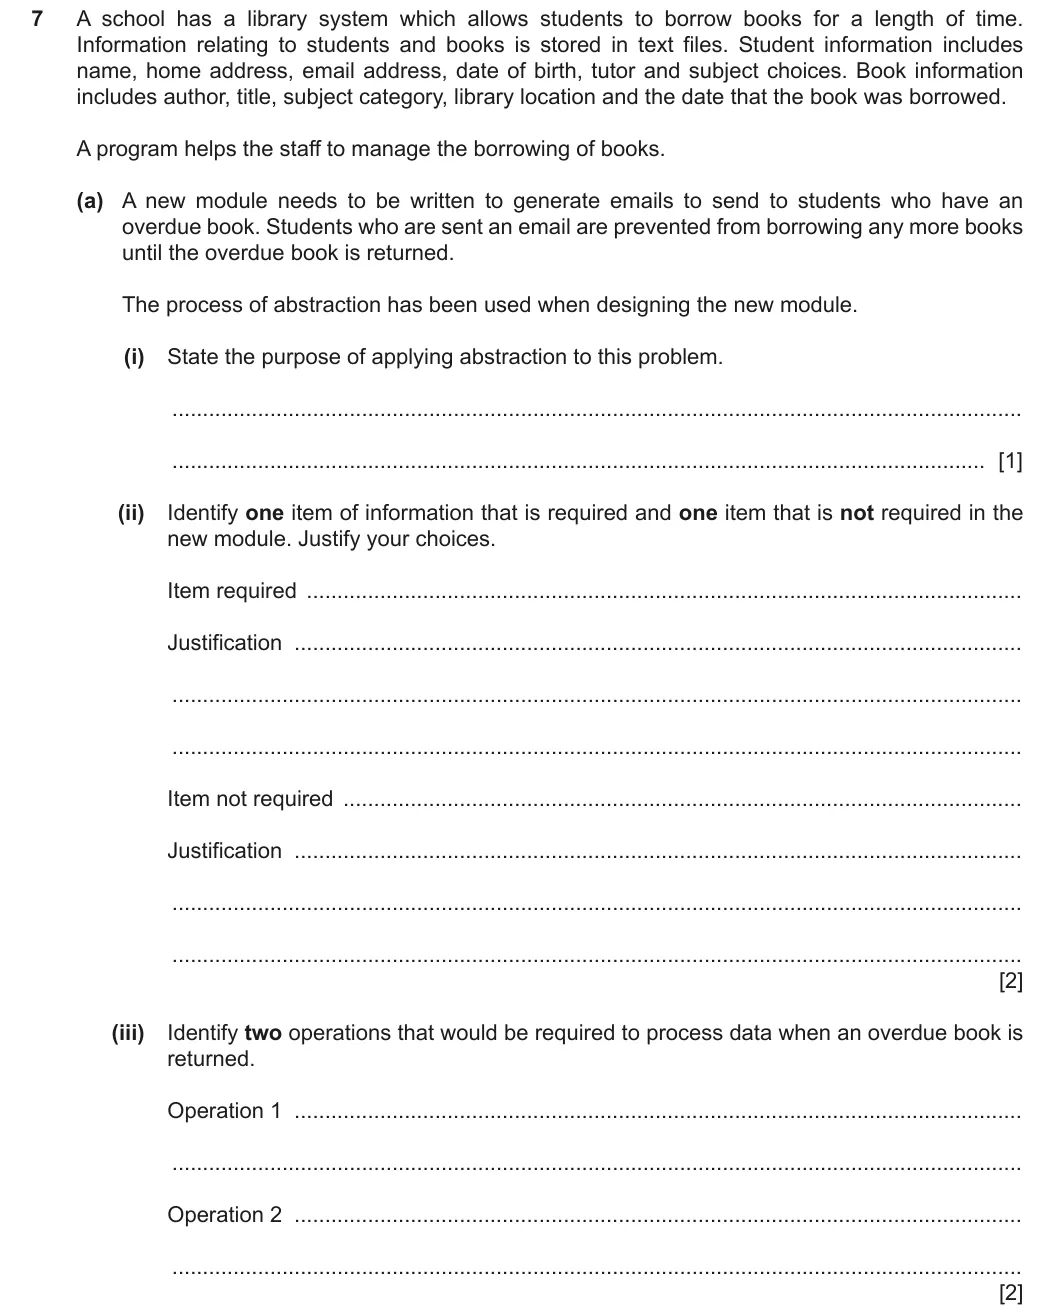 7 A school has a library system which allows students to borrow books for a length of time.
Information relating to students and books is stored in text files. Student information includes
name, home address, email address, date of birth, tutor and subject choices. Book information
includes author, title, subject category, library location and the date that the book was borrowed.
A program helps the staff to manage the borrowing of books.
(a) A new module needs to be written to generate emails to send to students who have an
overdue book. Students who are sent an email are prevented from borrowing any more books
until the overdue book is returned.
The process of abstraction has been used when designing the new module.
(i) State the purpose of applying abstraction to this problem.
[1]
(ii) Identify one item of information that is required and one item that is not required in the
new module. Justify your choices.
Item required
Justification
Item not required
Justification
[2]
(iii) Identify two operations that would be required to process data when an overdue book is
returned.
Operation 1
Operation 2
[2]